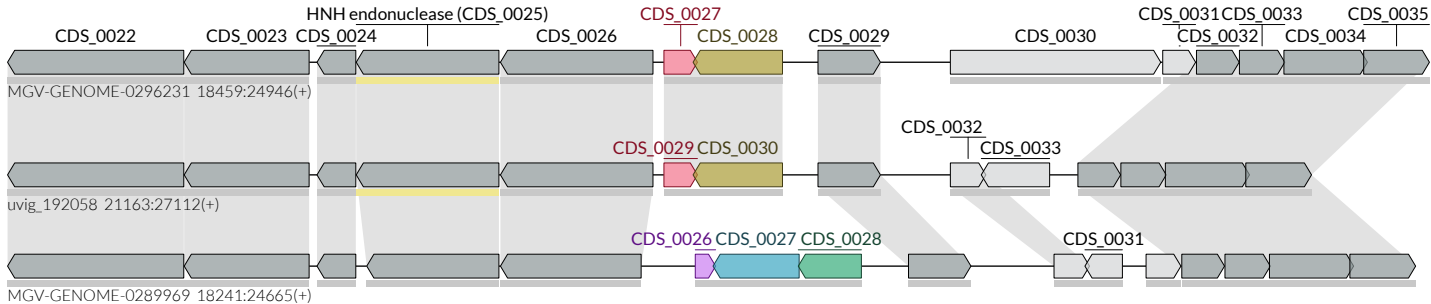 HNH endonuclease (CDS_0025) CDS_0027 CDS_0031 CDS_0033 CDS_0035
CDS_0022 CDS_0023 CDS_0024 CDS_0026 CDS_0028 CDS_0029 CDS_0030 CDS_0032 CDS_0034
MGV-GENOME-0296231 18459:24946(+)
CDS_0032
CDS_0029 CDS_0030 CDS_0033
uvig_192058 21163:27112(+)
CDS_0026 CDS_0027 CDS_0028 CDS_0031
MGV-GENOME-0289969 18241:24665(+)